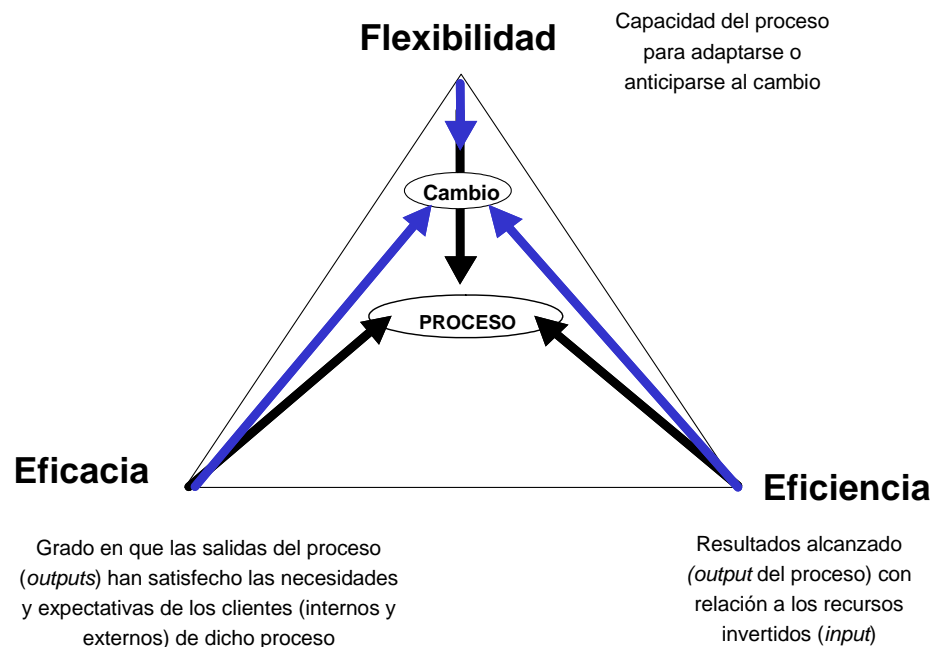 Flexibilidad
Capacidad del proceso
para adaptarse o
anticiparse al cambio
Cambio
PROCESO
Eficacia
Eficiencia
Grado en que las salidas del proceso
(outputs) han satisfecho las necesidades
y expectativas de los clientes (internos y
externos) de dicho proceso
Resultados alcanzado
(output del proceso) con
relación a los recursos
invertidos (input)